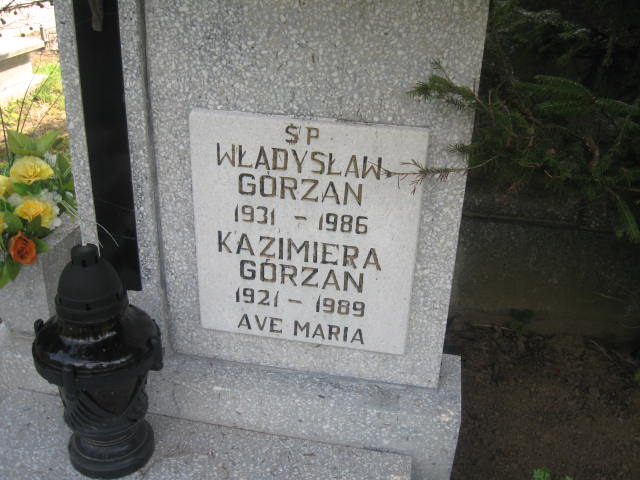 ŚP
WŁADYSŁAW
GÓRZAN
1931 - 1986
KAZIMIERA
GÓRZAN
1921 - 1989
AVE MARIA